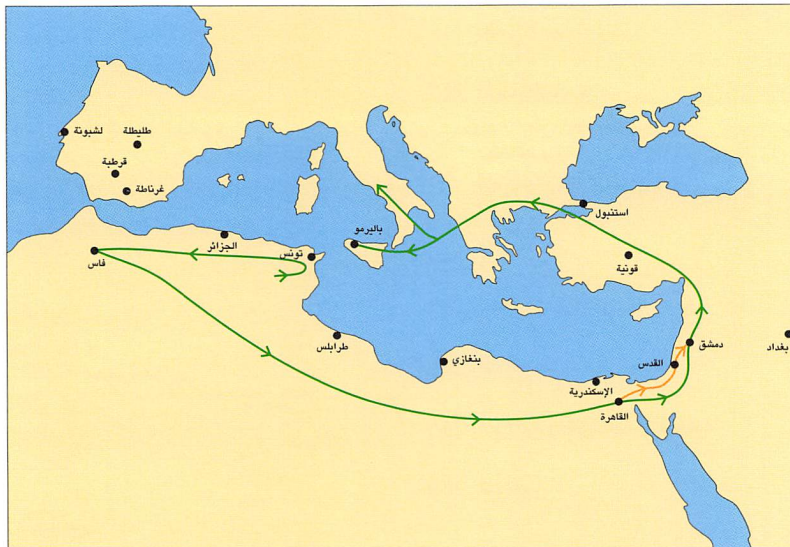 لشبونة
طليطلة
قرطبة
غرناطة
استنبول
باليرمو
الجزائر
تونس
فاس
قونية
طرابلس
بنغازي
دمشق
بغداد
القدس
الإسكندرية
القاهرة